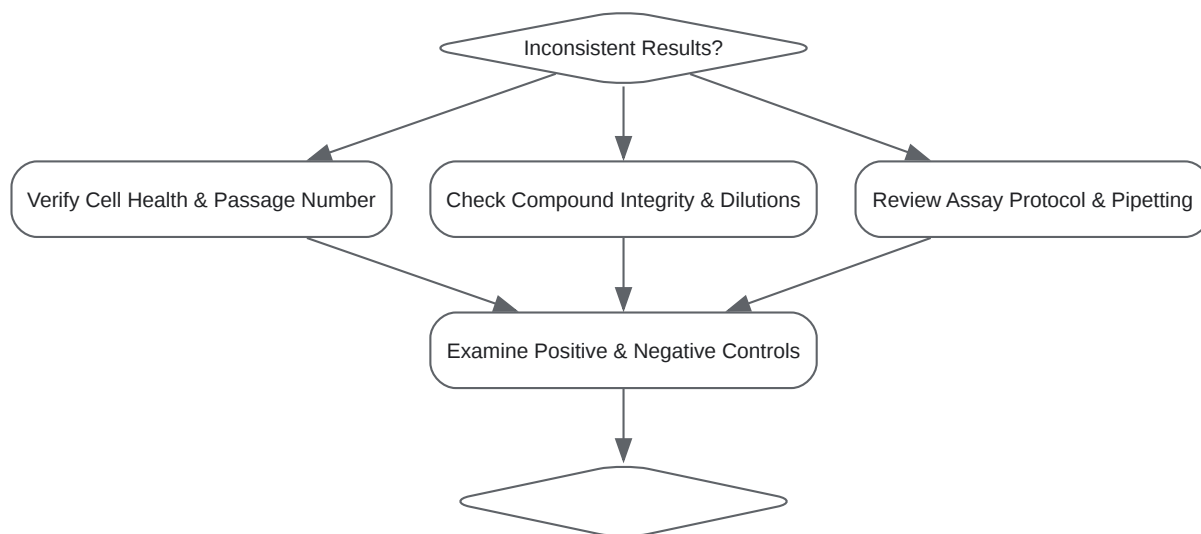 Inconsistent Results?
Verify Cell Health & Passage Number
Check Compound Integrity & Dilutions
Review Assay Protocol & Pipetting
Examine Positive & Negative Controls